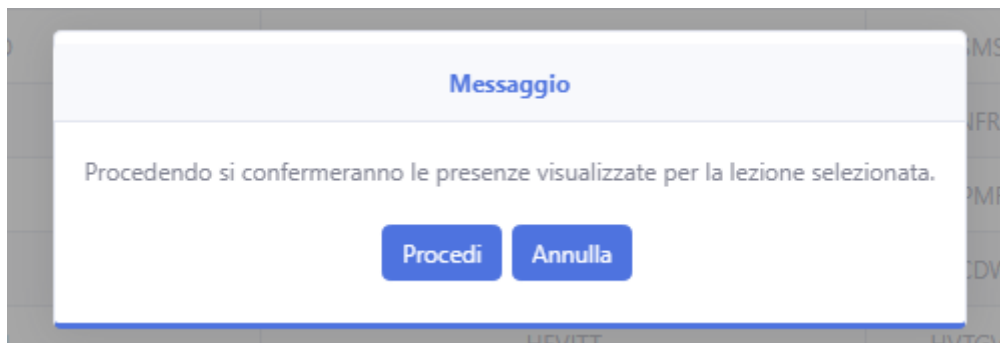 Messaggio
Procedendo si confermeranno le presenze visualizzate per la lezione selezionata.
Procedi Annulla